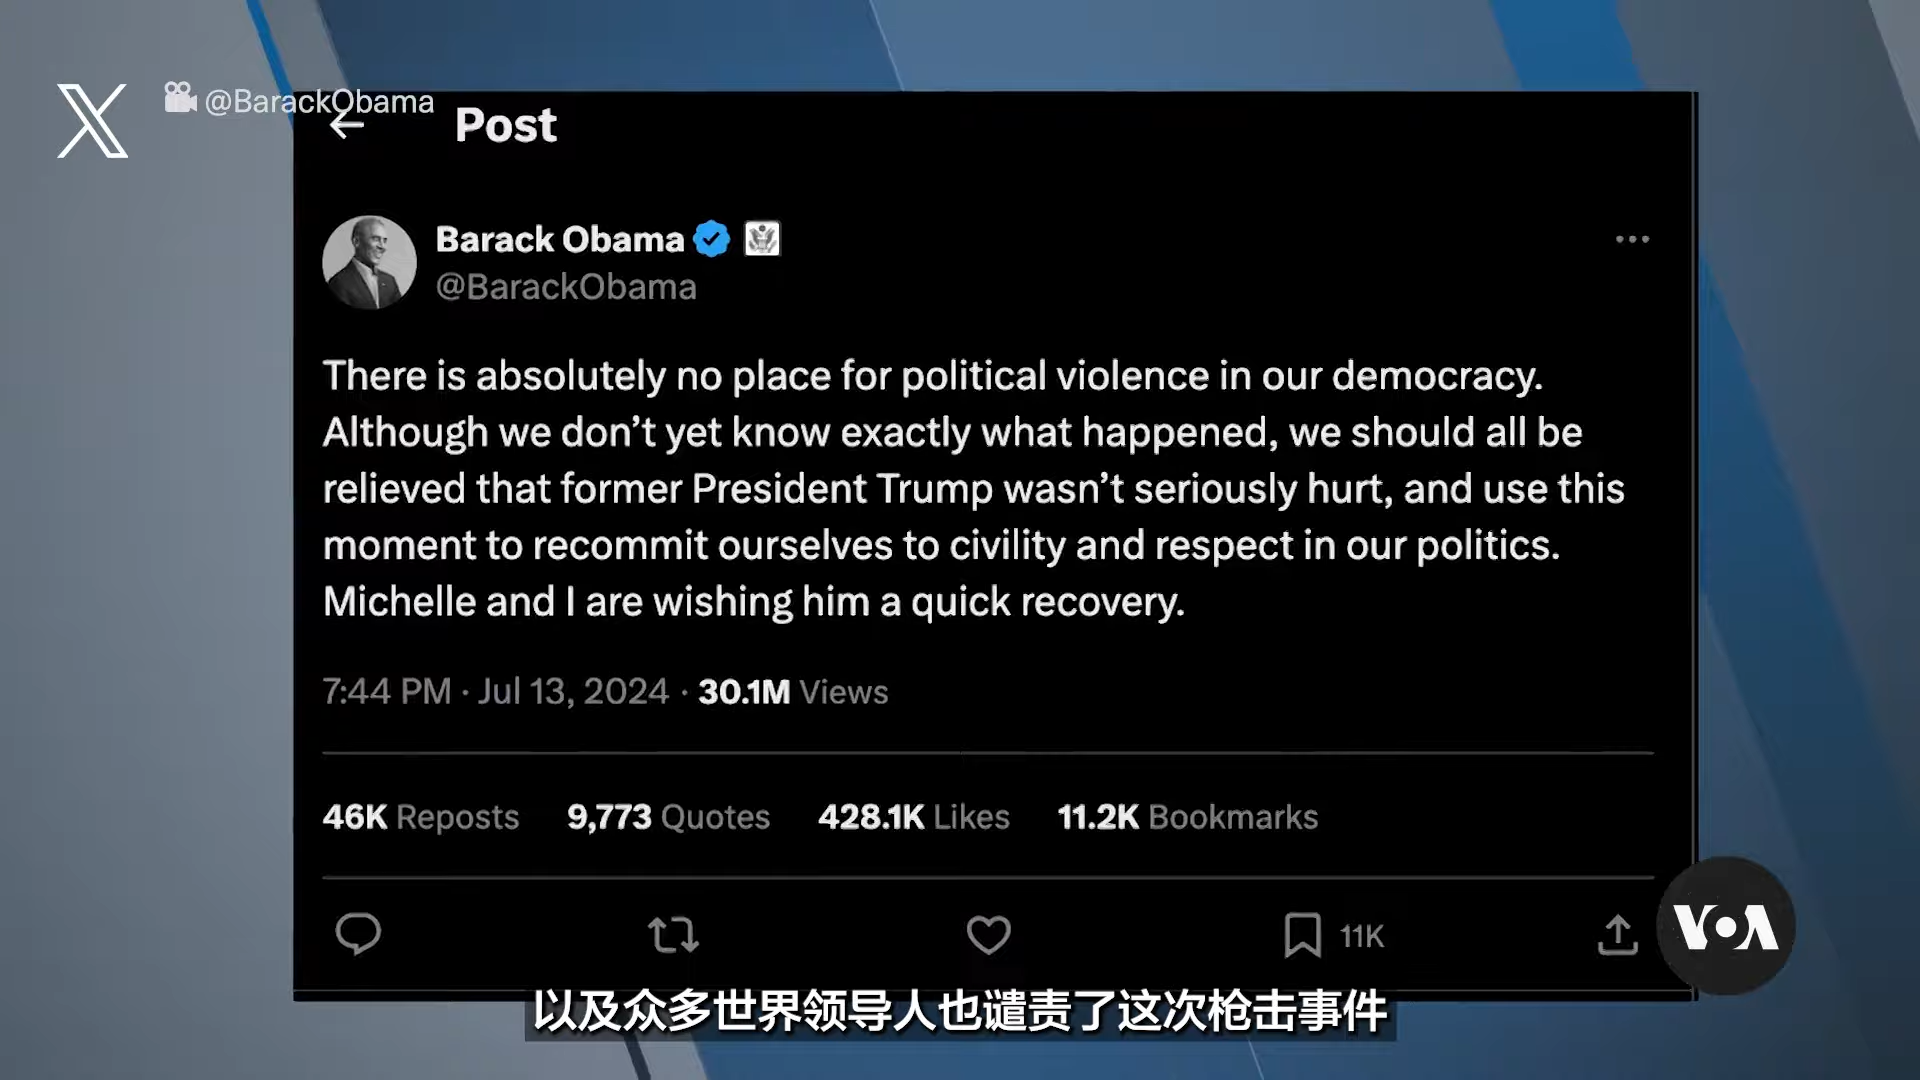 @BarackObama
Post
Barack Obama
@BarackObama
There is absolutely no place for political violence in our democracy.
Although we don’t yet know exactly what happened, we should all be
relieved that former President Trump wasn’t seriously hurt, and use this
moment to recommit ourselves to civility and respect in our politics.
Michelle and I are wishing him a quick recovery.
7:44 PM · Jul 13, 2024 · 30.1M Views
46K Reposts 9,773 Quotes 428.1K Likes 11.2K Bookmarks
11K
VOA
以及众多世界领导人也谴责了这次枪击事件